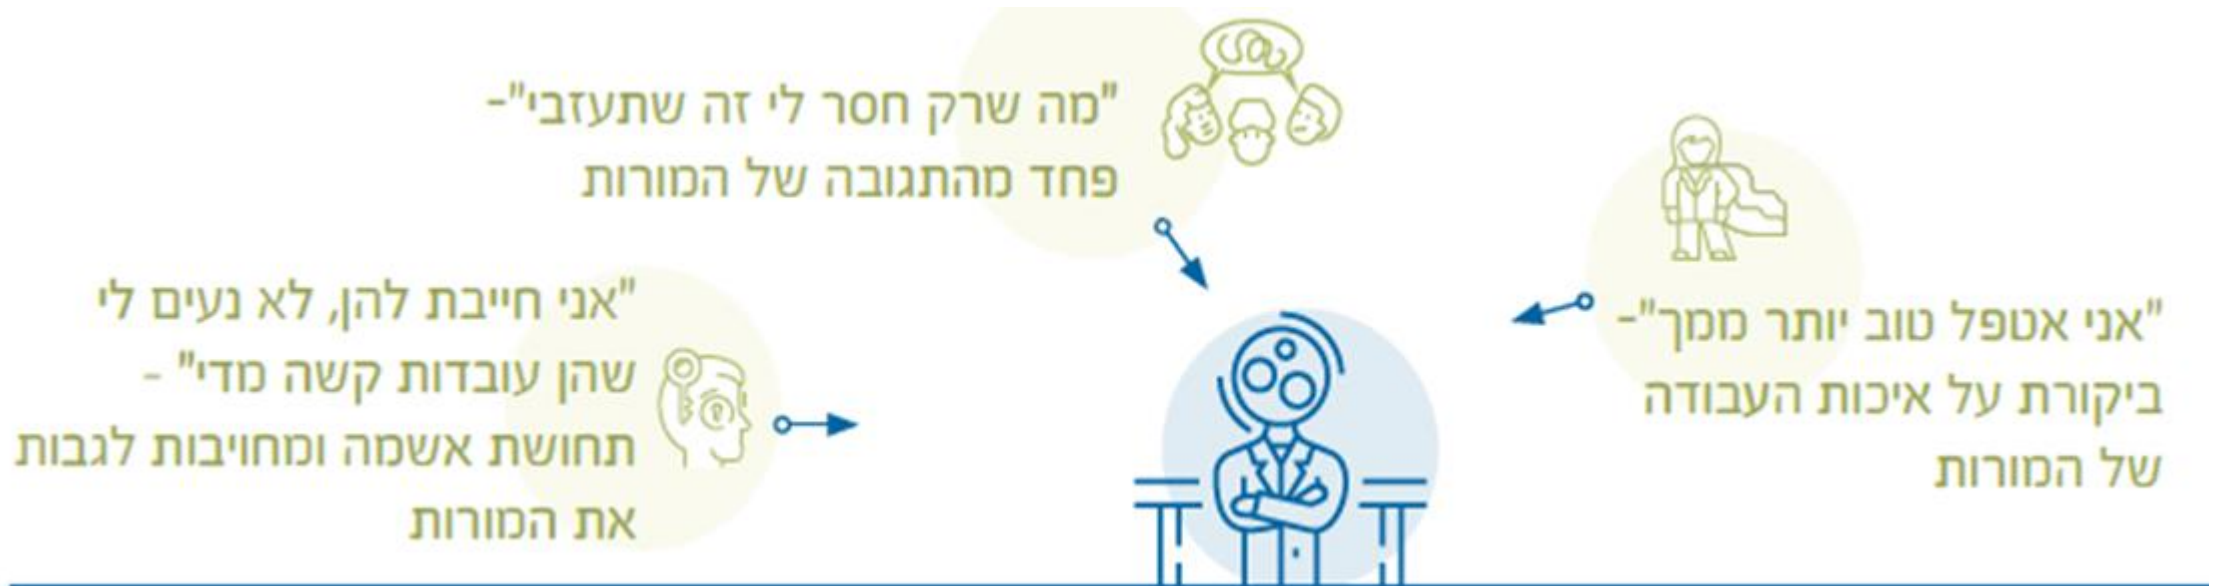 "מה שרק חסר לי זה שתעזבי"-
פחד מהתגובה של המורות
"אני אטפל טוב יותר ממך"-
ביקורת על איכות העבודה
של המורות
"אני חייבת להן, לא נעים לי
שהן עובדות קשה מדי" -
תחושת אשמה ומחויבות לגבות
את המורות